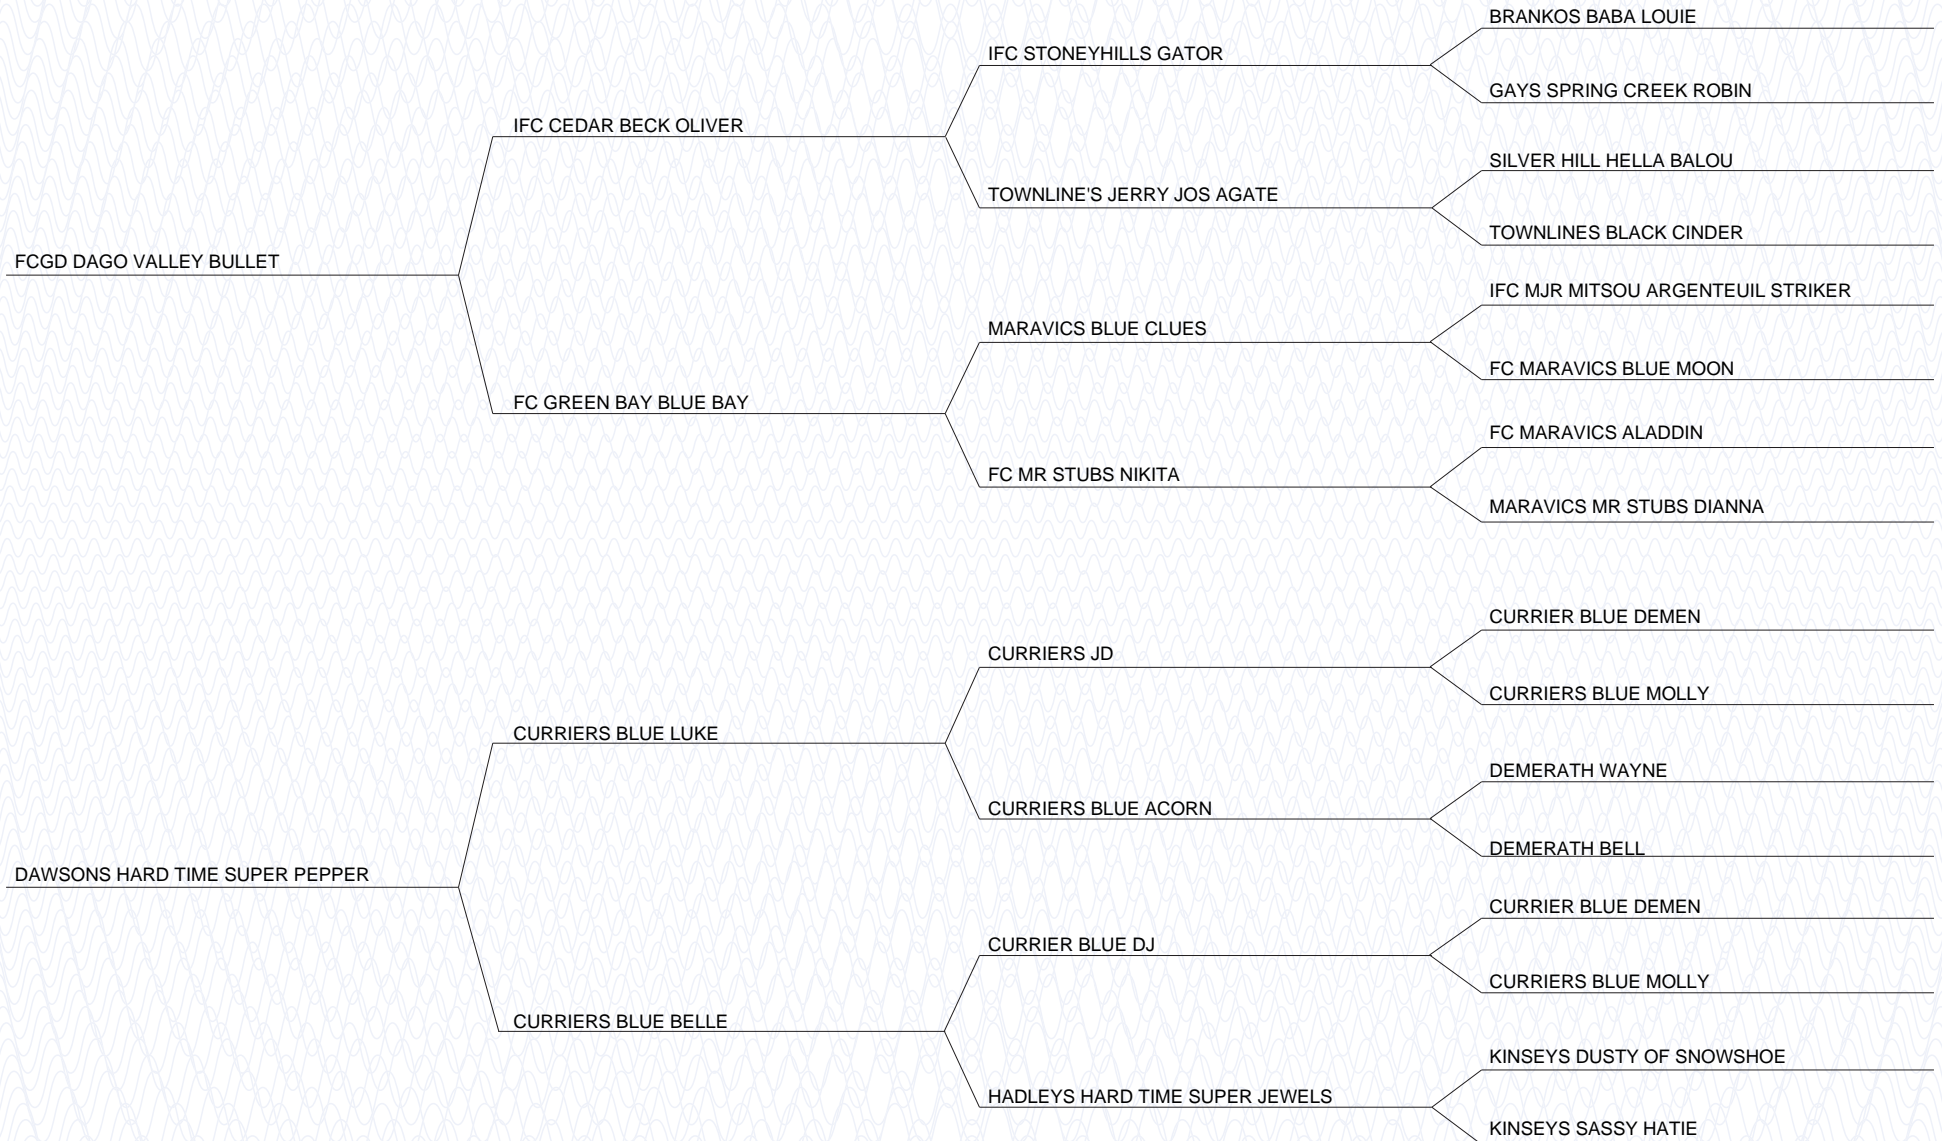 BRANKOS BABA LOUIE
IFC STONEYHILLS GATOR
GAYS SPRING CREEK ROBIN
IFC CEDAR BECK OLIVER
SILVER HILL HELLA BALOU
TOWNLINE'S JERRY JOS AGATE
TOWNLINES BLACK CINDER
FCGD DAGO VALLEY BULLET
IFC MJR MITSOU ARGENTEUIL STRIKER
MARAVICS BLUE CLUES
FC MARAVICS BLUE MOON
FC GREEN BAY BLUE BAY
FC MARAVICS ALADDIN
FC MR STUBS NIKITA
MARAVICS MR STUBS DIANNA
CURRIER BLUE DEMEN
CURRIERS JD
CURRIERS BLUE MOLLY
CURRIERS BLUE LUKE
DEMERATH WAYNE
CURRIERS BLUE ACORN
DEMERATH BELL
DAWSONS HARD TIME SUPER PEPPER
CURRIER BLUE DEMEN
CURRIER BLUE DJ
CURRIERS BLUE MOLLY
CURRIERS BLUE BELLE
KINSEYS DUSTY OF SNOWSHOE
HADLEYS HARD TIME SUPER JEWELS
KINSEYS SASSY HATIE